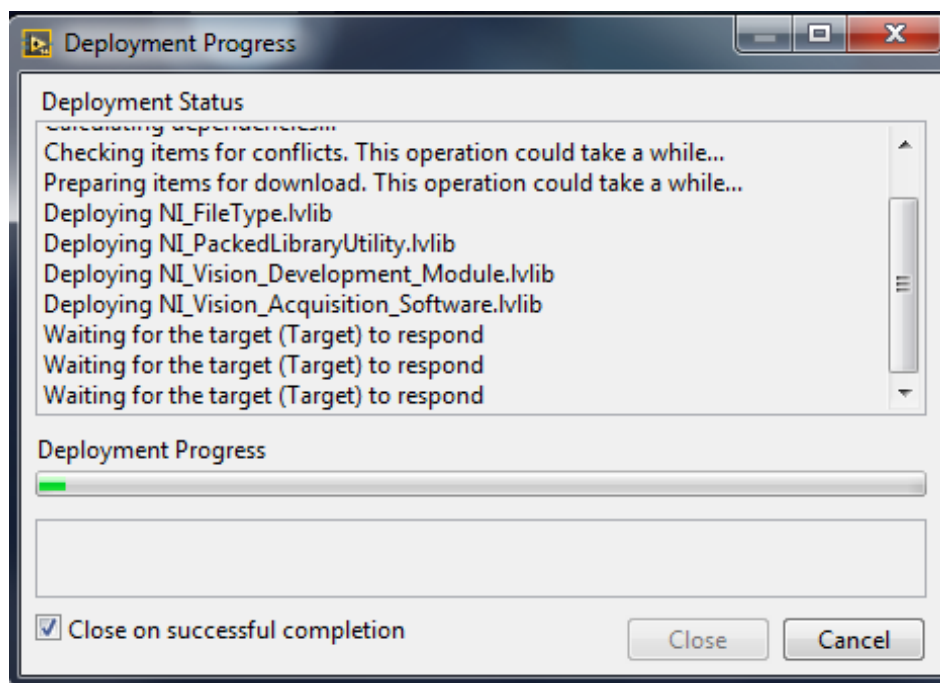 Deployment Progress
Deployment Status
Calculating dependencies...
Checking items for conflicts. This operation could take a while...
Preparing items for download. This operation could take a while...
Deploying NI_FileType.lvlib
Deploying NI_PackedLibraryUtility.lvlib
Deploying NI_Vision_Development_Module.lvlib
Deploying NI_Vision_Acquisition_Software.lvlib
Waiting for the target (Target) to respond
Waiting for the target (Target) to respond
Waiting for the target (Target) to respond
Deployment Progress
Close on successful completion
Close
Cancel